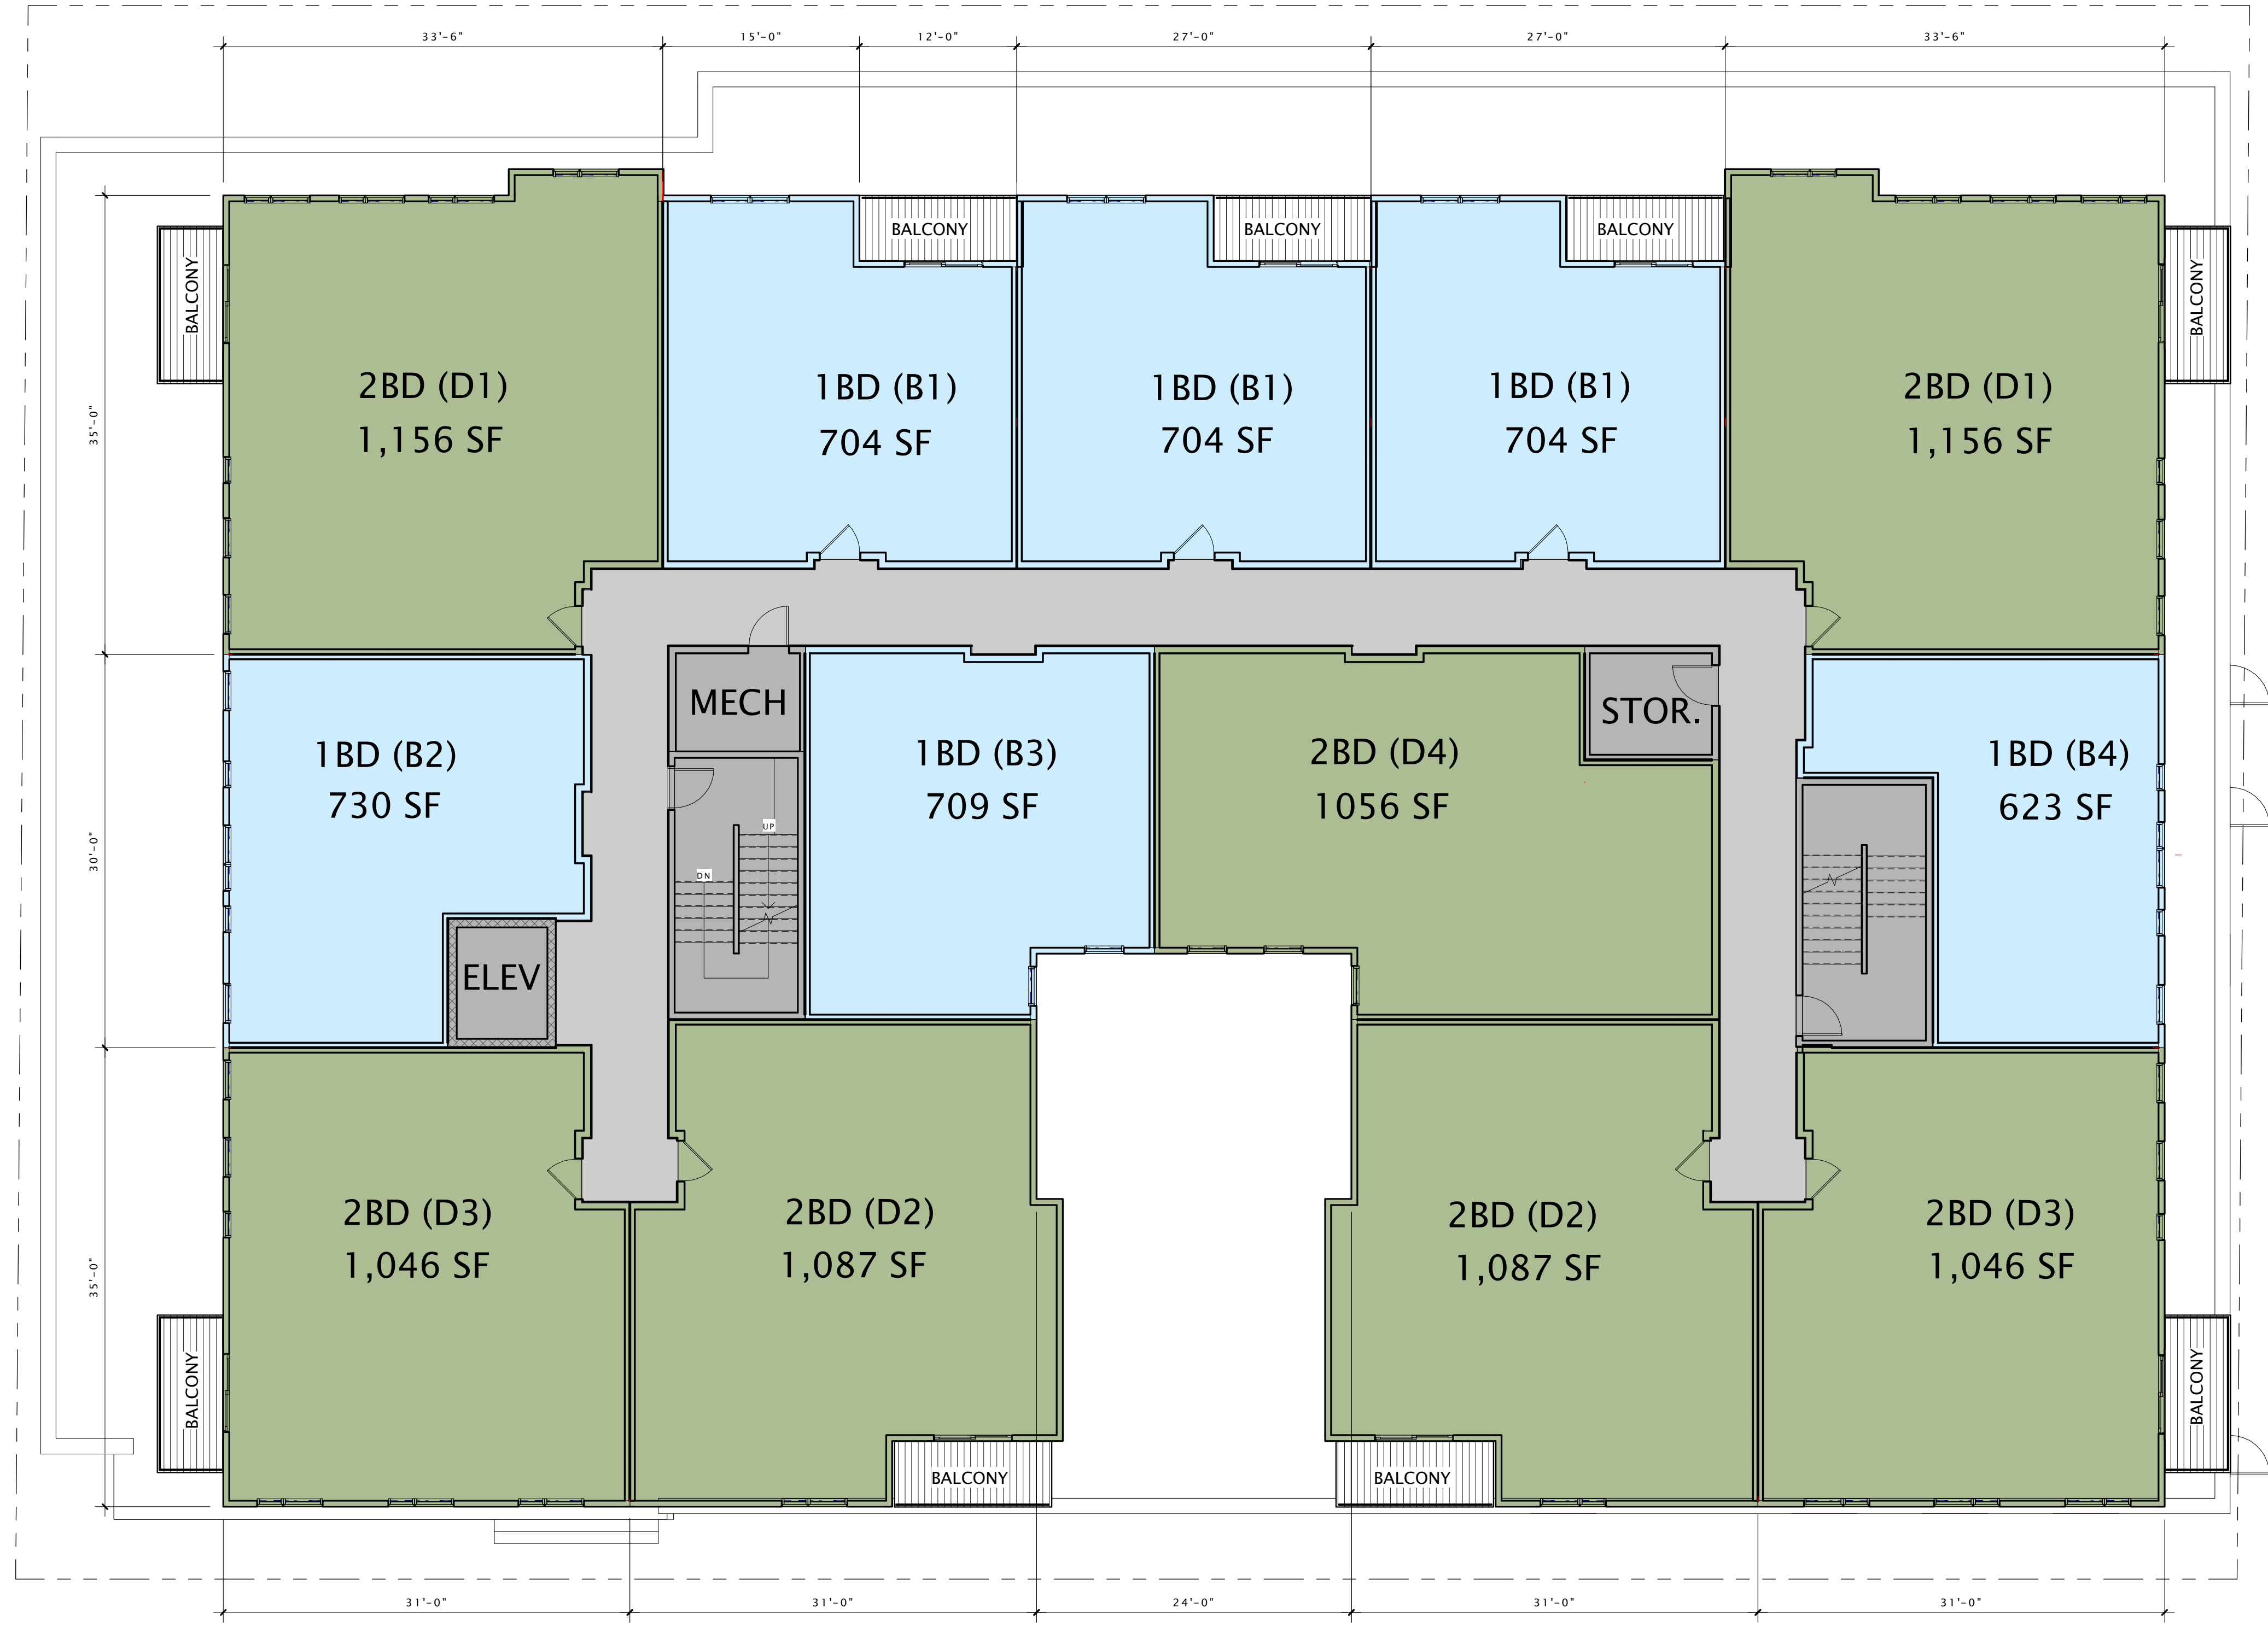 33'-6"
15'-0"
12'-0"
27'-0"
27'-0"
33'-6"
BALCONY
BALCONY
BALCONY
BALCONY
BALCONY
35'-0"
2BD (D1)
1,156 SF
1BD (B1)
704 SF
1BD (B1)
704 SF
1BD (B1)
704 SF
2BD (D1)
1,156 SF
30'-0"
1BD (B2)
730 SF
MECH
UP
DN
ELEV
1BD (B3)
709 SF
2BD (D4)
1056 SF
STOR.
1BD (B4)
623 SF
35'-0"
2BD (D3)
1,046 SF
2BD (D2)
1,087 SF
2BD (D2)
1,087 SF
2BD (D3)
1,046 SF
BALCONY
BALCONY
BALCONY
BALCONY
31'-0"
31'-0"
24'-0"
31'-0"
31'-0"